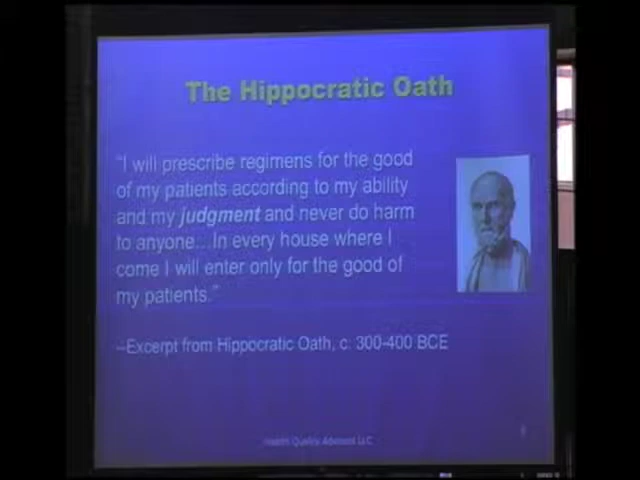 The Hippocratic Oath
"I will prescribe regimens for the good
of my patients according to my ability
and my judgment and never do harm
to anyone... In every house where I
come I will enter only for the good of
my patients."
--Excerpt from Hippocratic Oath, c. 300-400 BCE
Health Quality Advisors LLC